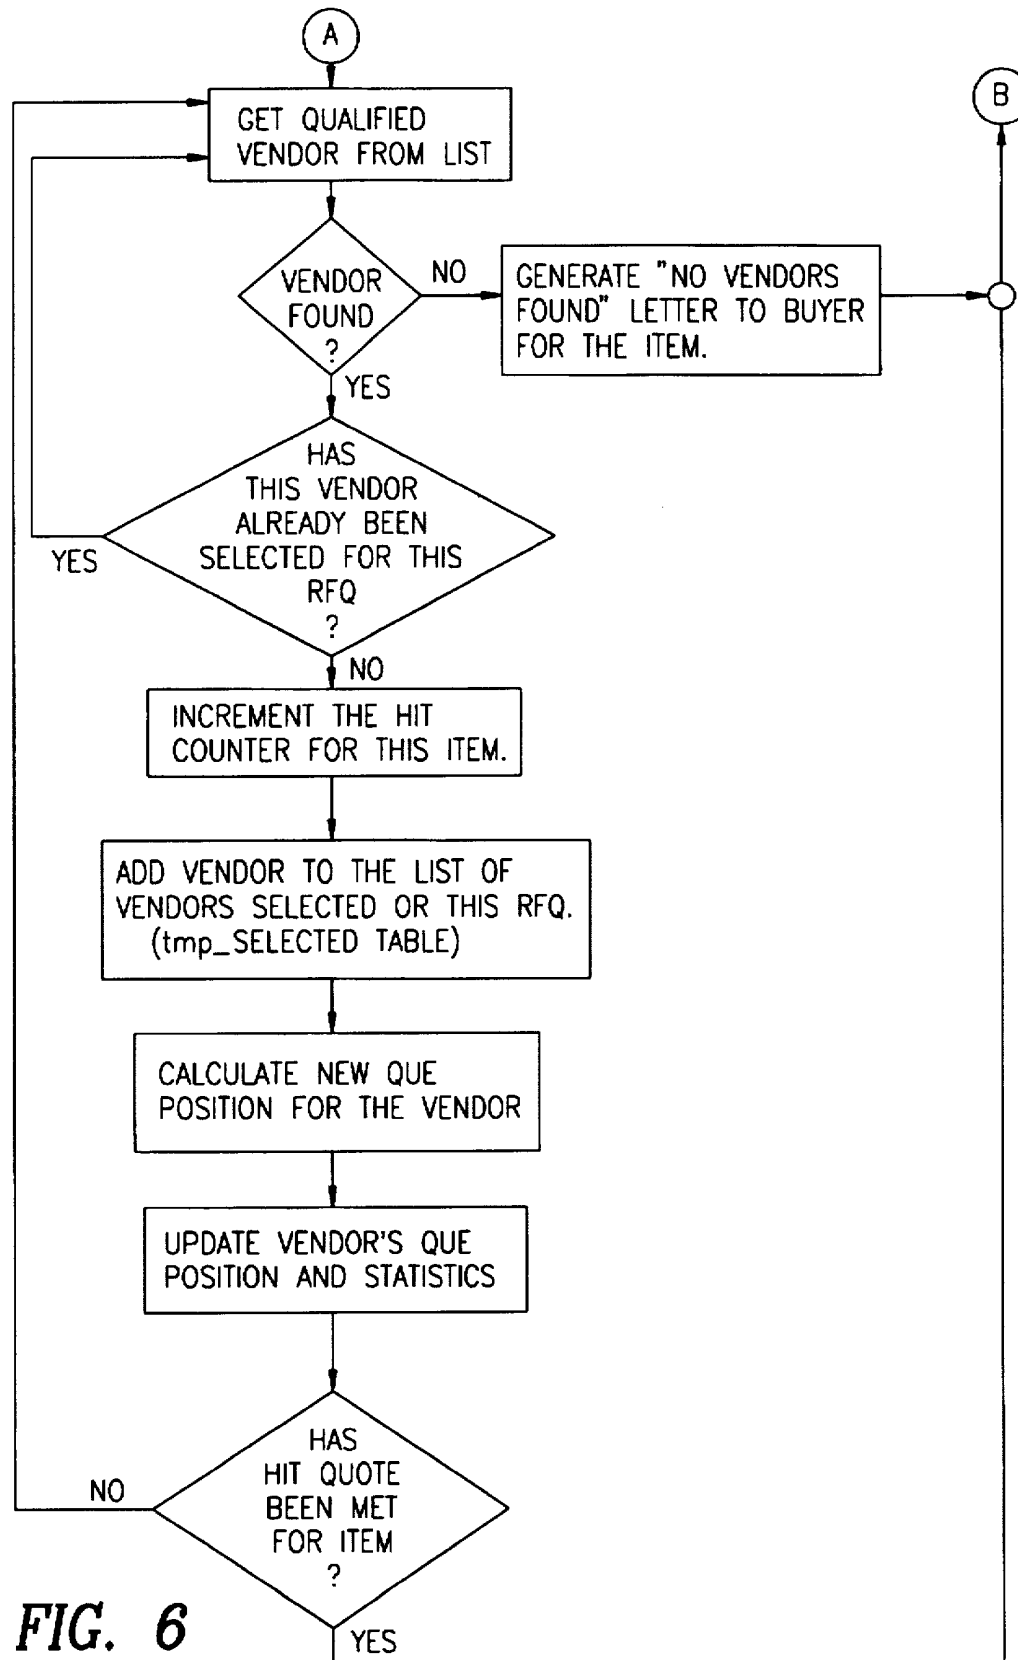 A
B
GET QUALIFIED
VENDOR FROM LIST
VENDOR
FOUND
?
NO
GENERATE "NO VENDORS
FOUND" LETTER TO BUYER
FOR THE ITEM.
YES
HAS
THIS VENDOR
ALREADY BEEN
SELECTED FOR THIS
RFQ
?
YES
NO
INCREMENT THE HIT
COUNTER FOR THIS ITEM.
ADD VENDOR TO THE LIST OF
VENDORS SELECTED OR THIS RFQ.
(tmp_SELECTED TABLE)
CALCULATE NEW QUE
POSITION FOR THE VENDOR
UPDATE VENDOR'S QUE
POSITION AND STATISTICS
HAS
HIT QUOTE
BEEN MET
FOR ITEM
?
NO
YES
FIG. 6